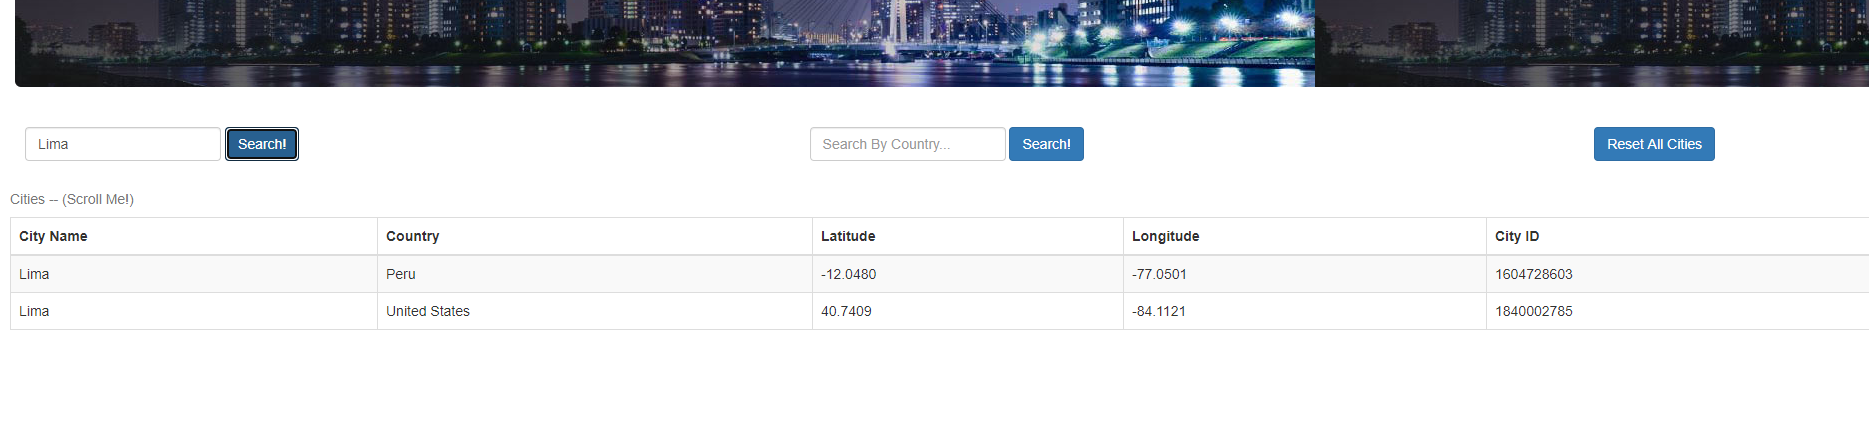 Lima Search! Search By Country... Search! Reset All Cities
Cities -- (Scroll Me!)
City Name Country Latitude Longitude City ID
Lima Peru -12.0480 -77.0501 1604728603
Lima United States 40.7409 -84.1121 1840002785